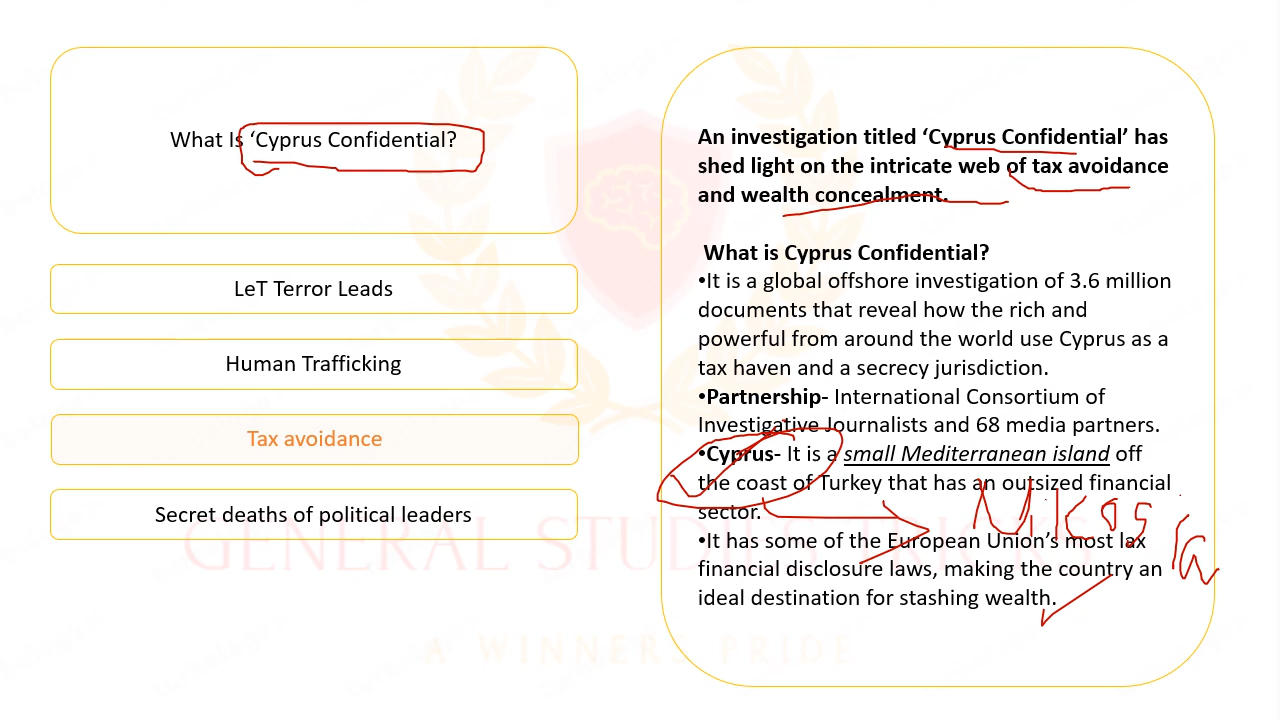 What Is ‘Cyprus Confidential?
LeT Terror Leads
Human Trafficking
Tax avoidance
Secret deaths of political leaders
An investigation titled ‘Cyprus Confidential’ has
shed light on the intricate web of tax avoidance
and wealth concealment.
What is Cyprus Confidential?
•It is a global offshore investigation of 3.6 million
documents that reveal how the rich and
powerful from around the world use Cyprus as a
tax haven and a secrecy jurisdiction.
•Partnership- International Consortium of
Investigative Journalists and 68 media partners.
•Cyprus- It is a small Mediterranean island off
the coast of Turkey that has an outsized financial
sector.
•It has some of the European Union’s most lax
financial disclosure laws, making the country an
ideal destination for stashing wealth.
GENERAL STUDIES
A WINNERS PRIDE